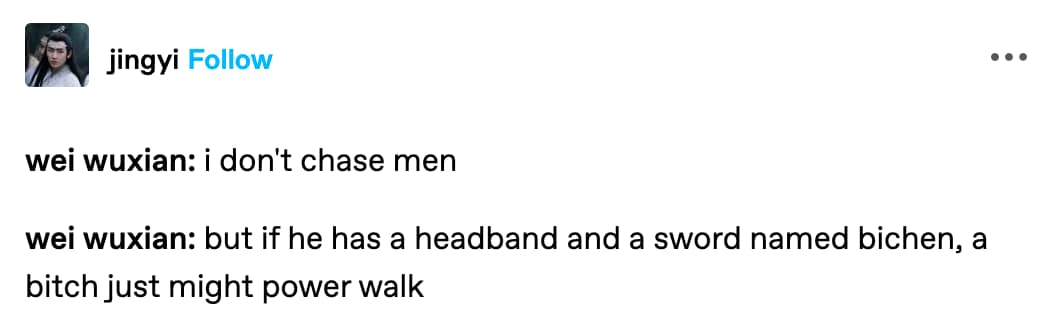 jingyi Follow
wei wuxian: i don't chase men
wei wuxian: but if he has a headband and a sword named bichen, a
bitch just might power walk